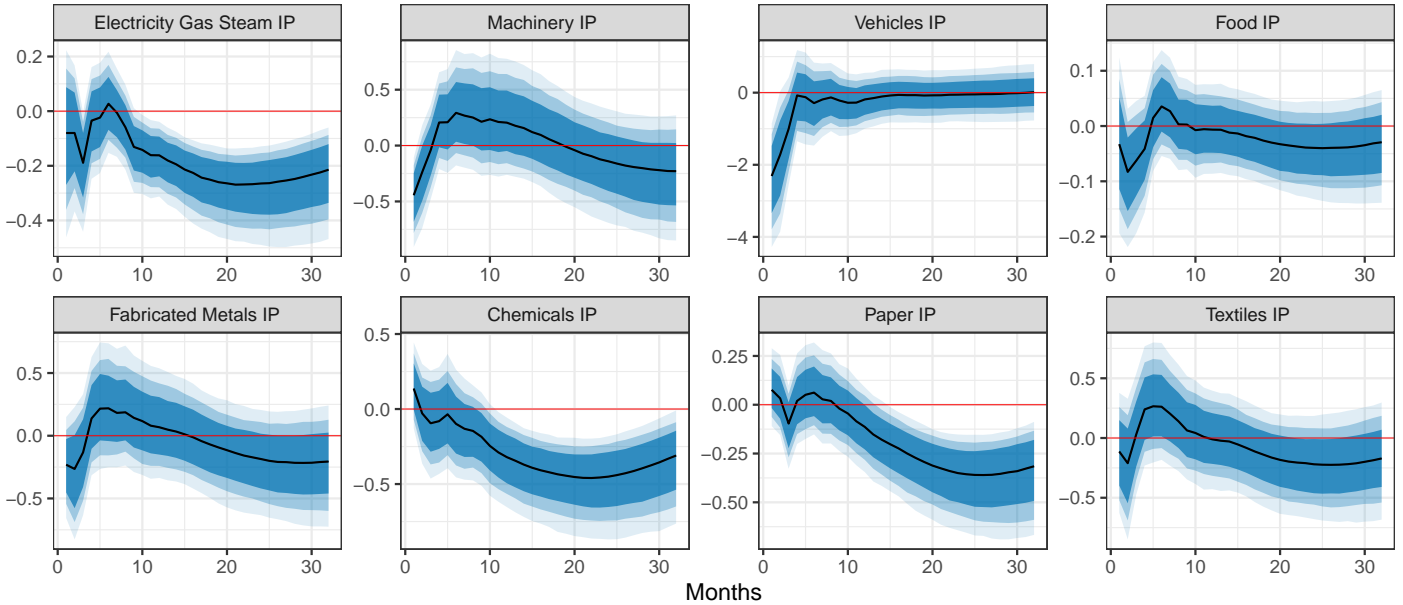 Electricity Gas Steam IP
Machinery IP
Vehicles IP
Food IP
0.2
0.0
−0.2
−0.4
0.5
0.0
−0.5
0
−2
−4
0.1
0.0
−0.1
−0.2
0 10 20 30
0 10 20 30
0 10 20 30
0 10 20 30
Fabricated Metals IP
Chemicals IP
Paper IP
Textiles IP
0.5
0.0
−0.5
0.5
0.0
−0.5
0.25
0.00
−0.25
−0.50
0.5
0.0
−0.5
0 10 20 30
0 10 20 30
0 10 20 30
0 10 20 30
Months